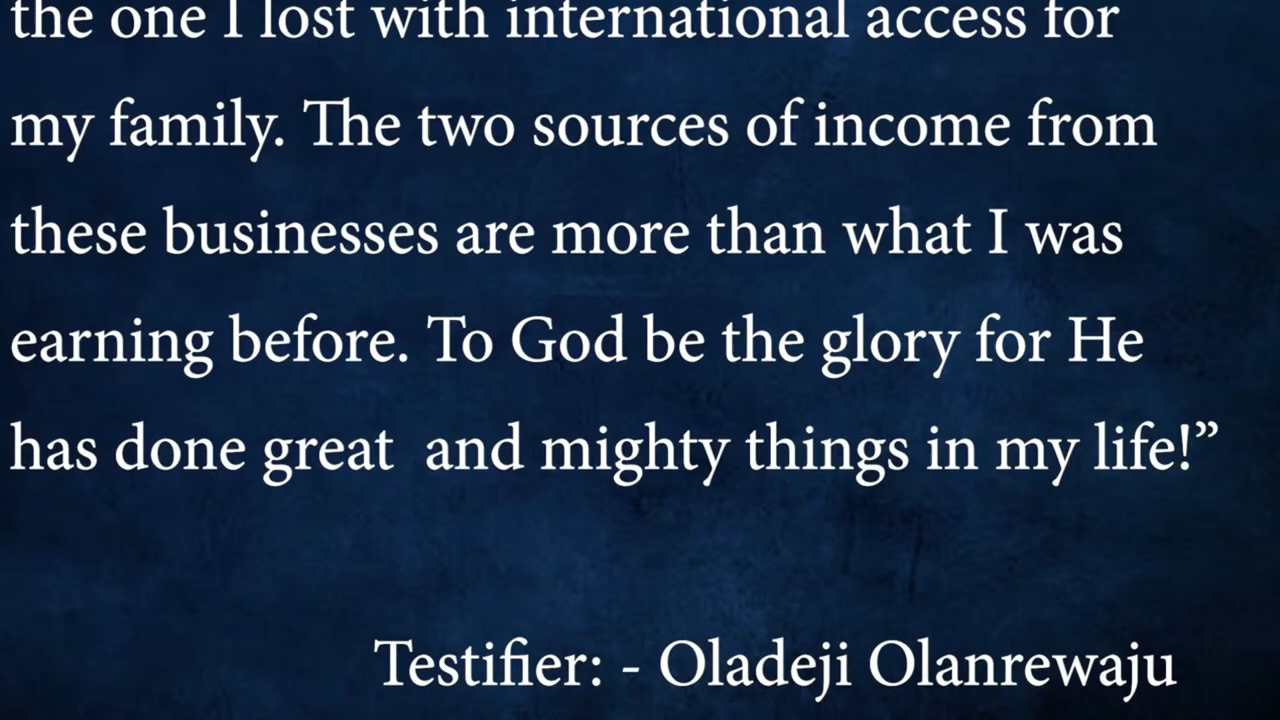 the one I lost with international access for
my family. The two sources of income from
these businesses are more than what I was
earning before. To God be the glory for He
has done great  and mighty things in my life!”
Testifier: - Oladeji Olanrewaju